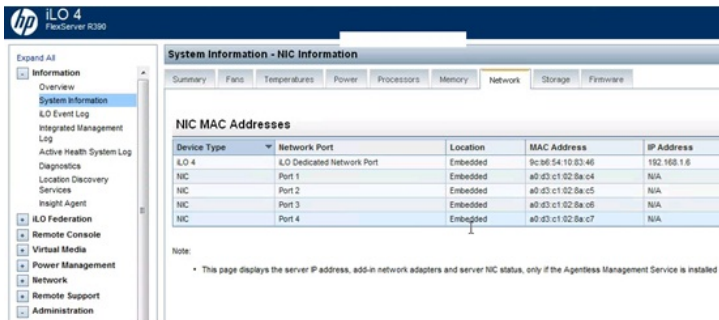 hp iLO 4
FlexServer R390
Expand All
Information
Overview
System Information
iLO Event Log
Integrated Management
Log
Active Health System Log
Diagnostics
Location Discovery
Services
Insight Agent
iLO Federation
Remote Console
Virtual Media
Power Management
Network
Remote Support
Administration
System Information - NIC Information
Summary Fans Temperatures Power Processors Memory Network Storage Firmware
NIC MAC Addresses
Device Type Network Port Location MAC Address IP Address
iLO 4 iLO Dedicated Network Port Embedded 9c:b6:54:10:83:46 192.168.1.6
NIC Port 1 Embedded a0:d3:c1:02:8a:c4 N/A
NIC Port 2 Embedded a0:d3:c1:02:8a:c5 N/A
NIC Port 3 Embedded a0:d3:c1:02:8a:c6 N/A
NIC Port 4 Embedded a0:d3:c1:02:8a:c7 N/A
Note:
• This page displays the server IP address, add-in network adapters and server NIC status, only if the Agentless Management Service is installed